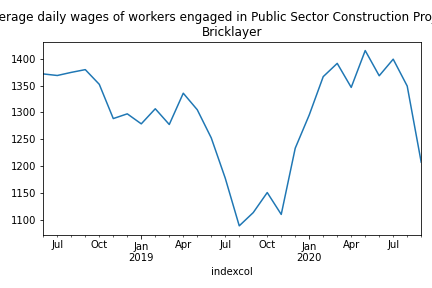 erage daily wages of workers engaged in Public Sector Construction Proj
Bricklayer
1400
1350
1300
1250
1200
1150
1100
Jul Oct Jan Apr Jul Oct Jan Apr Jul
2019 2020
indexcol